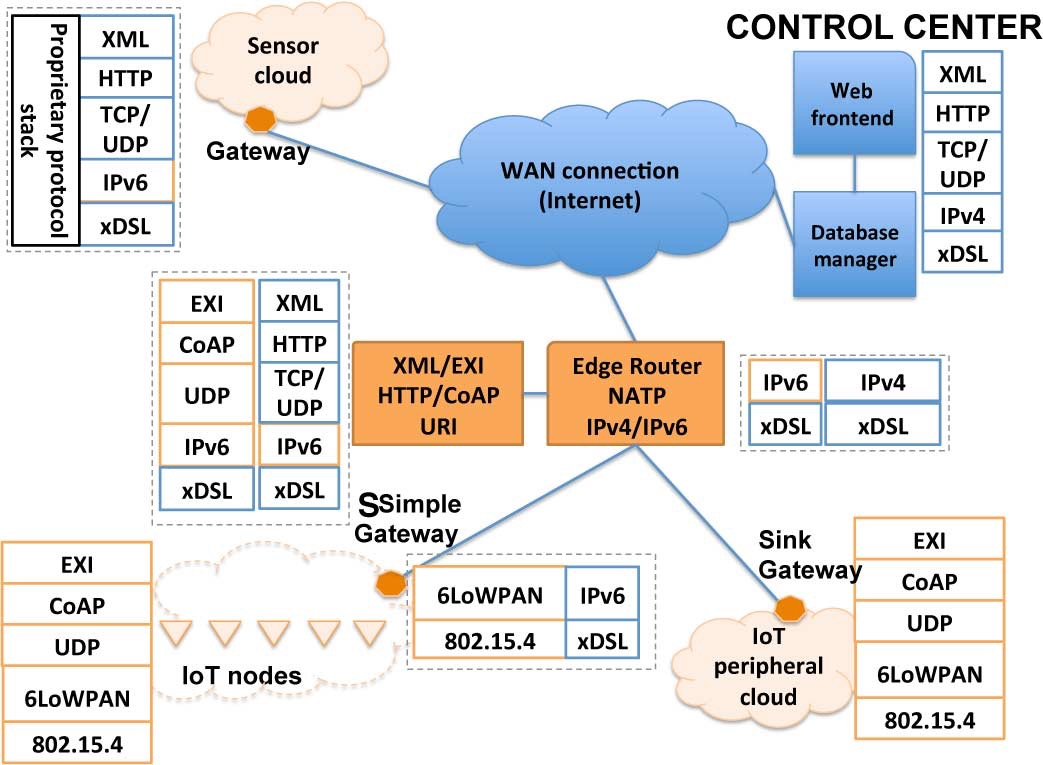 Proprietary protocol
stack
XML
HTTP
TCP/
UDP
IPv6
xDSL
Sensor
cloud
Gateway
WAN connection
(Internet)
CONTROL CENTER
Web
frontend
Database
manager
XML
HTTP
TCP/
UDP
IPv4
xDSL
EXI
CoAP
UDP
IPv6
xDSL
XML
HTTP
TCP/
UDP
IPv6
xDSL
XML/EXI
HTTP/CoAP
URI
Edge Router
NATP
IPv4/IPv6
IPv6
IPv4
xDSL
xDSL
SSimple
Gateway
Sink
Gateway
EXI
CoAP
UDP
6LoWPAN
802.15.4
IoT nodes
6LoWPAN
IPv6
802.15.4
xDSL
IoT
peripheral
cloud
EXI
CoAP
UDP
6LoWPAN
802.15.4